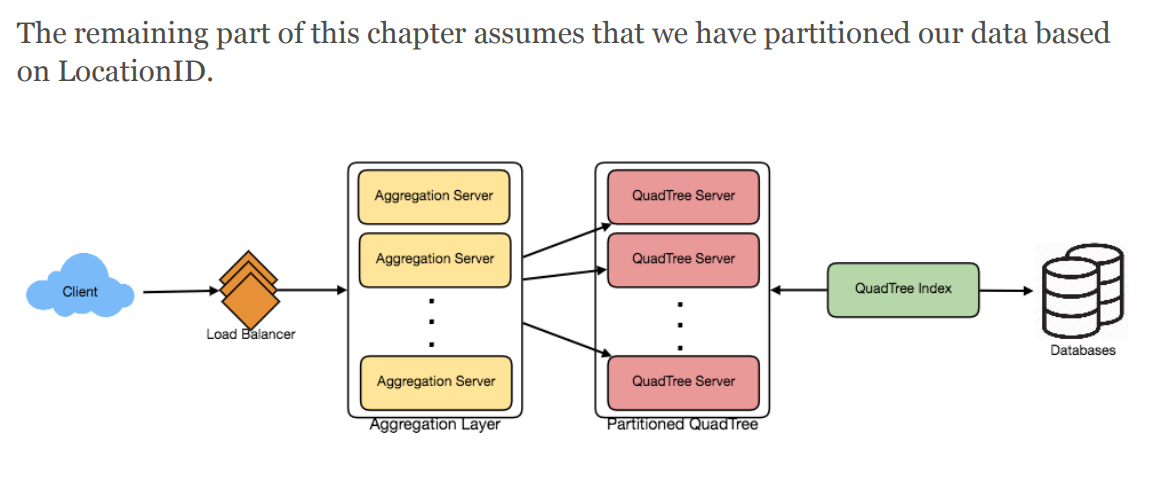 The remaining part of this chapter assumes that we have partitioned our data based
on LocationID.
Client
Load Balancer
Aggregation Server
Aggregation Server
Aggregation Server
Aggregation Layer
QuadTree Server
QuadTree Server
QuadTree Server
Partitioned QuadTree
QuadTree Index
Databases